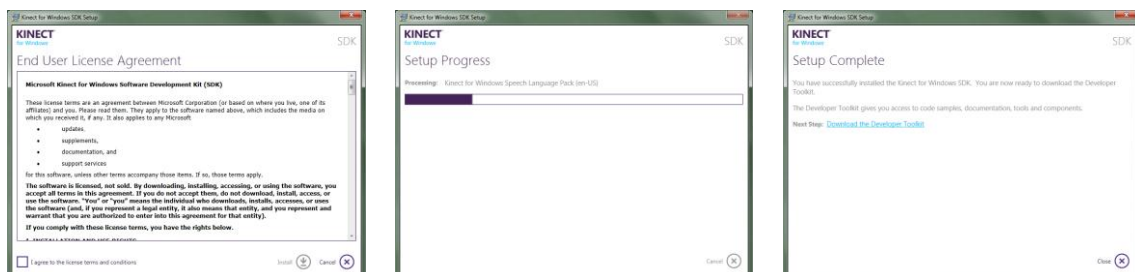 Kinect for Windows SDK Setup
KINECT
for Windows
SDK
End User License Agreement
Microsoft Kinect for Windows Software Development Kit (SDK)
These license terms are an agreement between Microsoft Corporation (or based on where you live, one of its
affiliates) and you. Please read them. They apply to the software named above, which includes the media on
which you received it, if any. It also applies to any Microsoft
• updates,
• supplements,
• documentation, and
• support services
for this software, unless other terms accompany those items. If so, those terms apply.
The software is licensed, not sold. By downloading, installing, accessing, or using the software, you
accept all terms in this agreement. If you do not accept them, do not download, install, access, or
use the software. "You" or "you" means the individual who downloads, installs, accesses, or uses
the software (and, if you represent a legal entity, it also means that entity, and you represent and
warrant that you are authorized to enter into this agreement for that entity).
If you comply with these license terms, you have the rights below.
I agree to the license terms and conditions
Install
Cancel
Kinect for Windows SDK Setup
KINECT
for Windows
SDK
Setup Progress
Processing: Kinect for Windows Speech Language Pack (en-US)
Cancel
Kinect for Windows SDK Setup
KINECT
for Windows
SDK
Setup Complete
You have successfully installed the Kinect for Windows SDK. You are now ready to download the Developer
Toolkit.
The Developer Toolkit gives you access to code samples, documentation, tools and components.
Next Step: Download the Developer Toolkit
Close